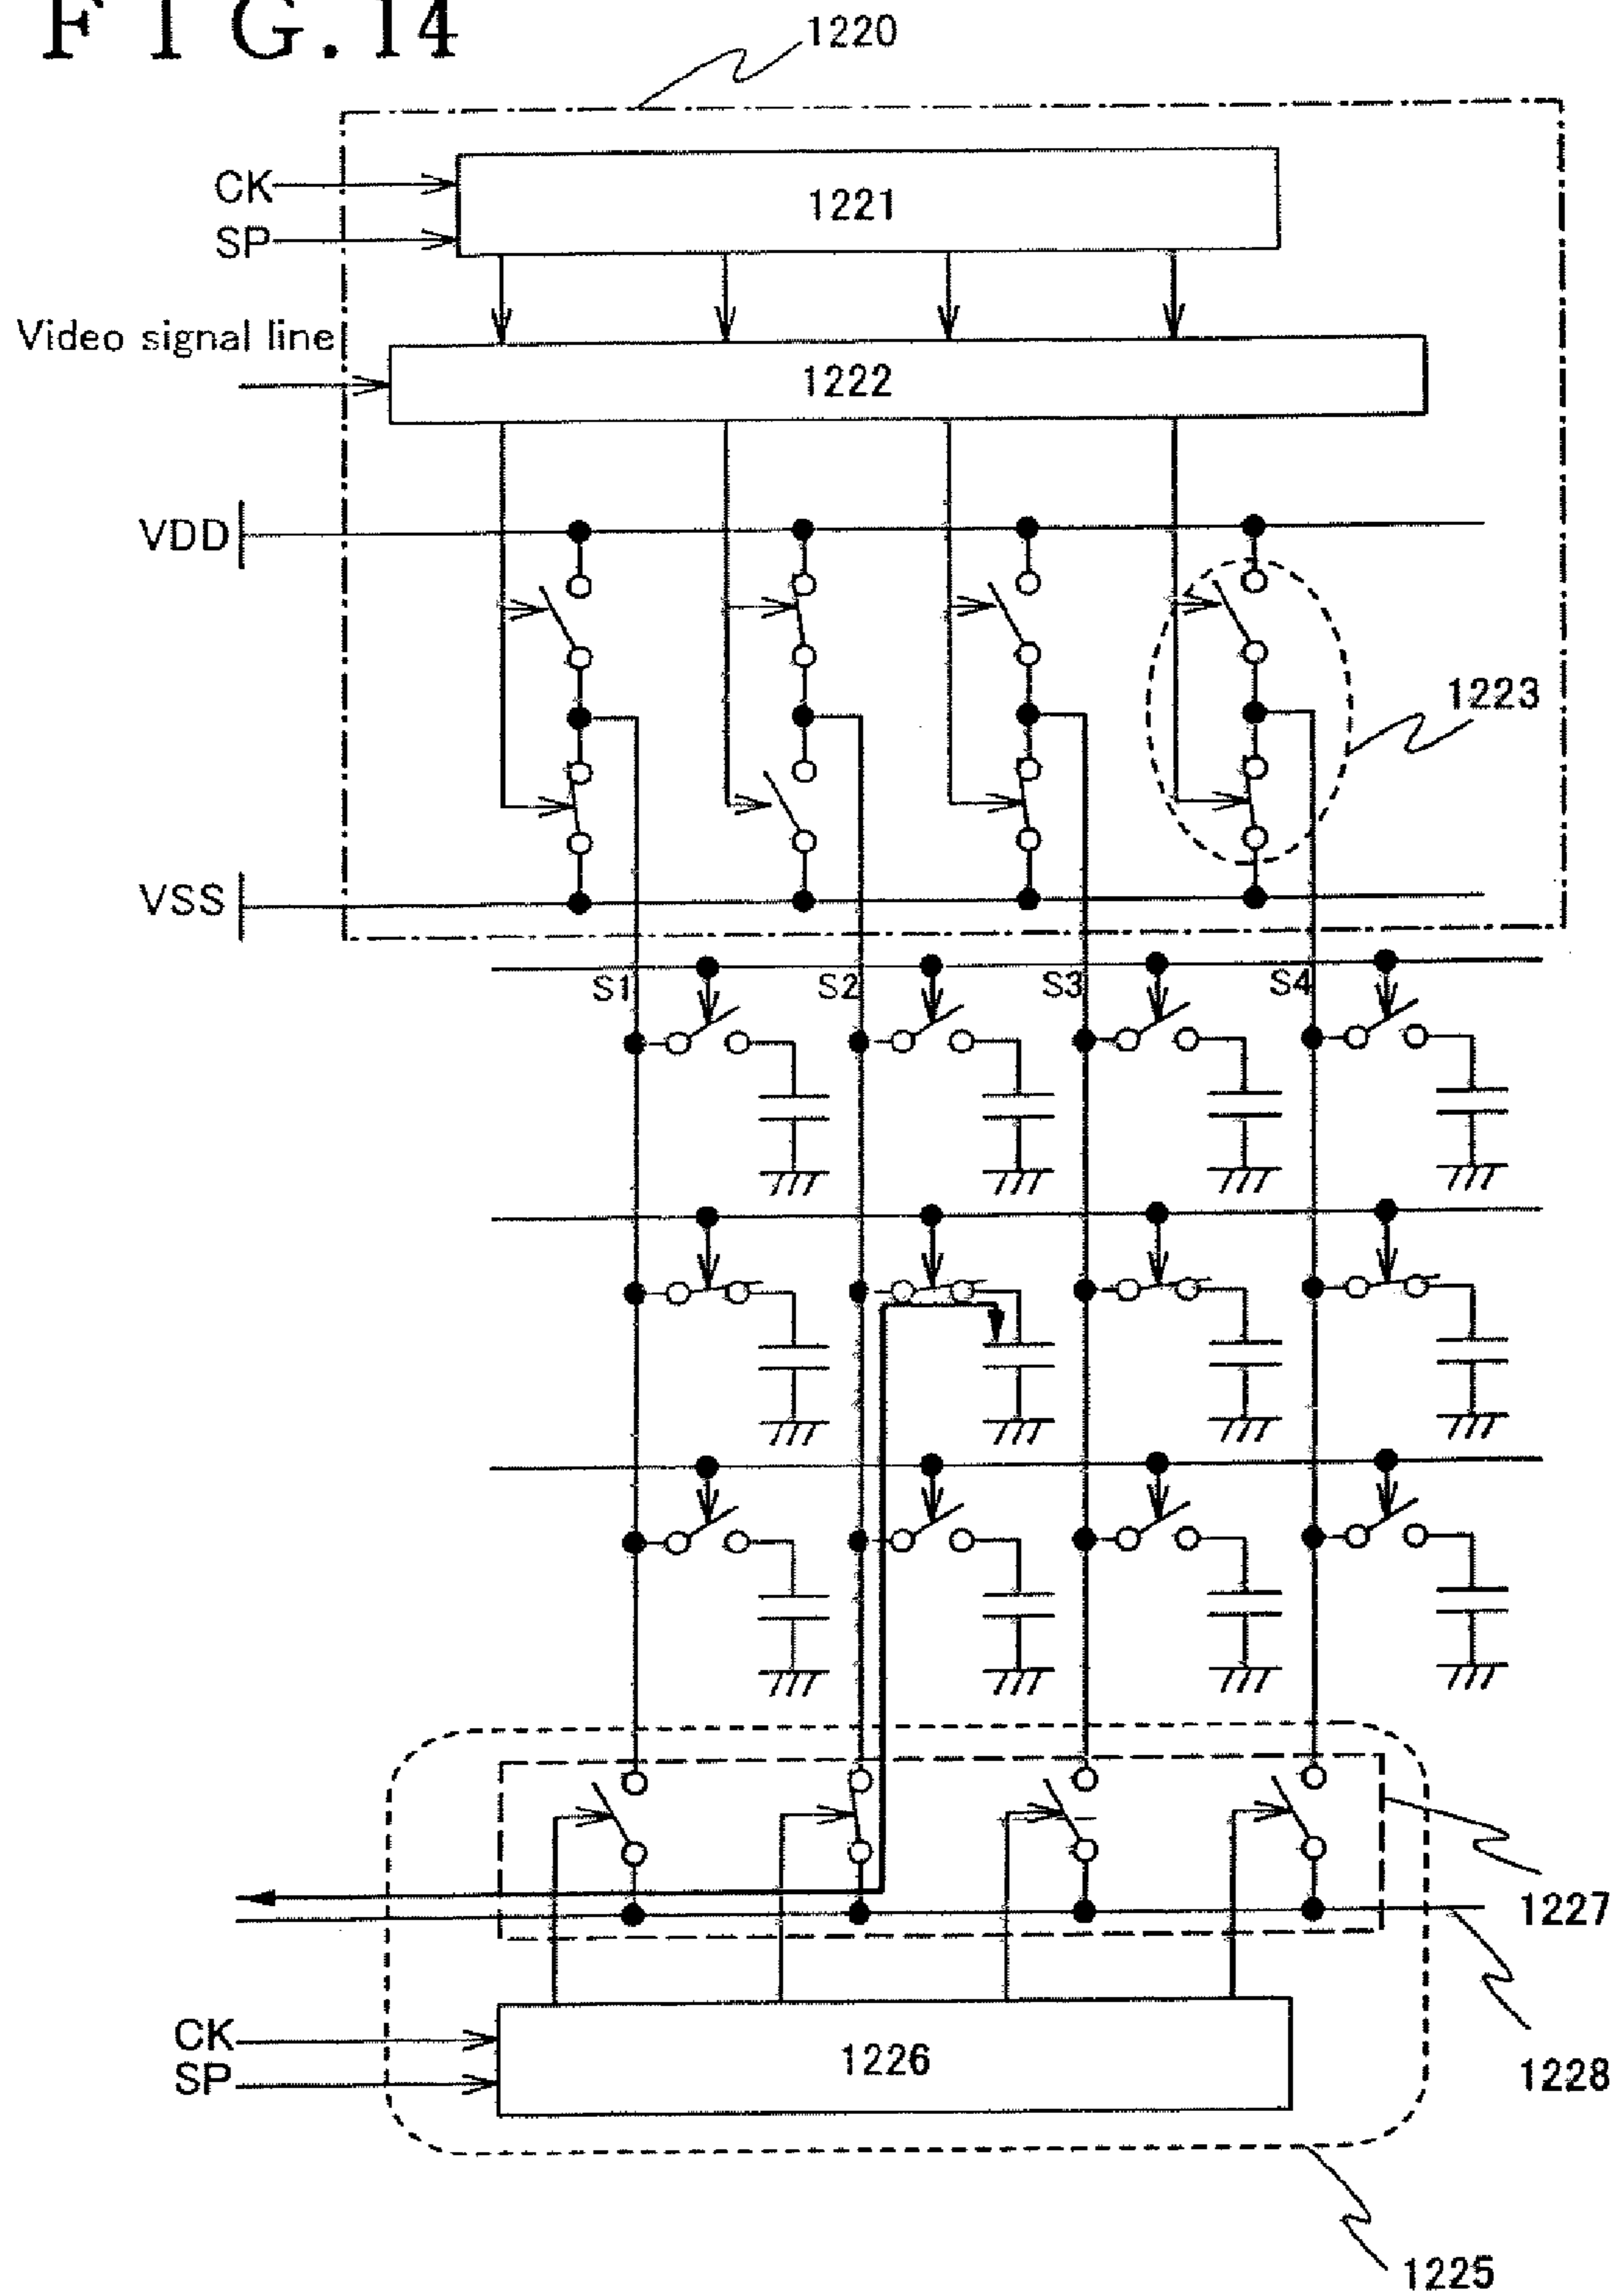 FIG.14
1220
CK
1221
SP
Video signal line
1222
VDD
1223
VSS
S1 S2 S3 S4
1227
CK
1226
SP
1228
1225